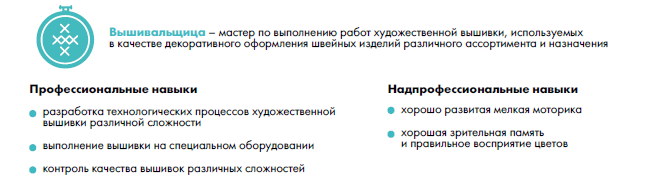 Вышивальщица – мастер по выполнению работ художественной вышивки, используемых
в качестве декоративного оформления швейных изделий различного ассортимента и назначения
Профессиональные навыки
разработка технологических процессов художественной
вышивки различной сложности
выполнение вышивки на специальном оборудовании
контроль качества вышивок различных сложностей
Надпрофессиональные навыки
хорошо развитая мелкая моторика
хорошая зрительная память
и правильное восприятие цветов